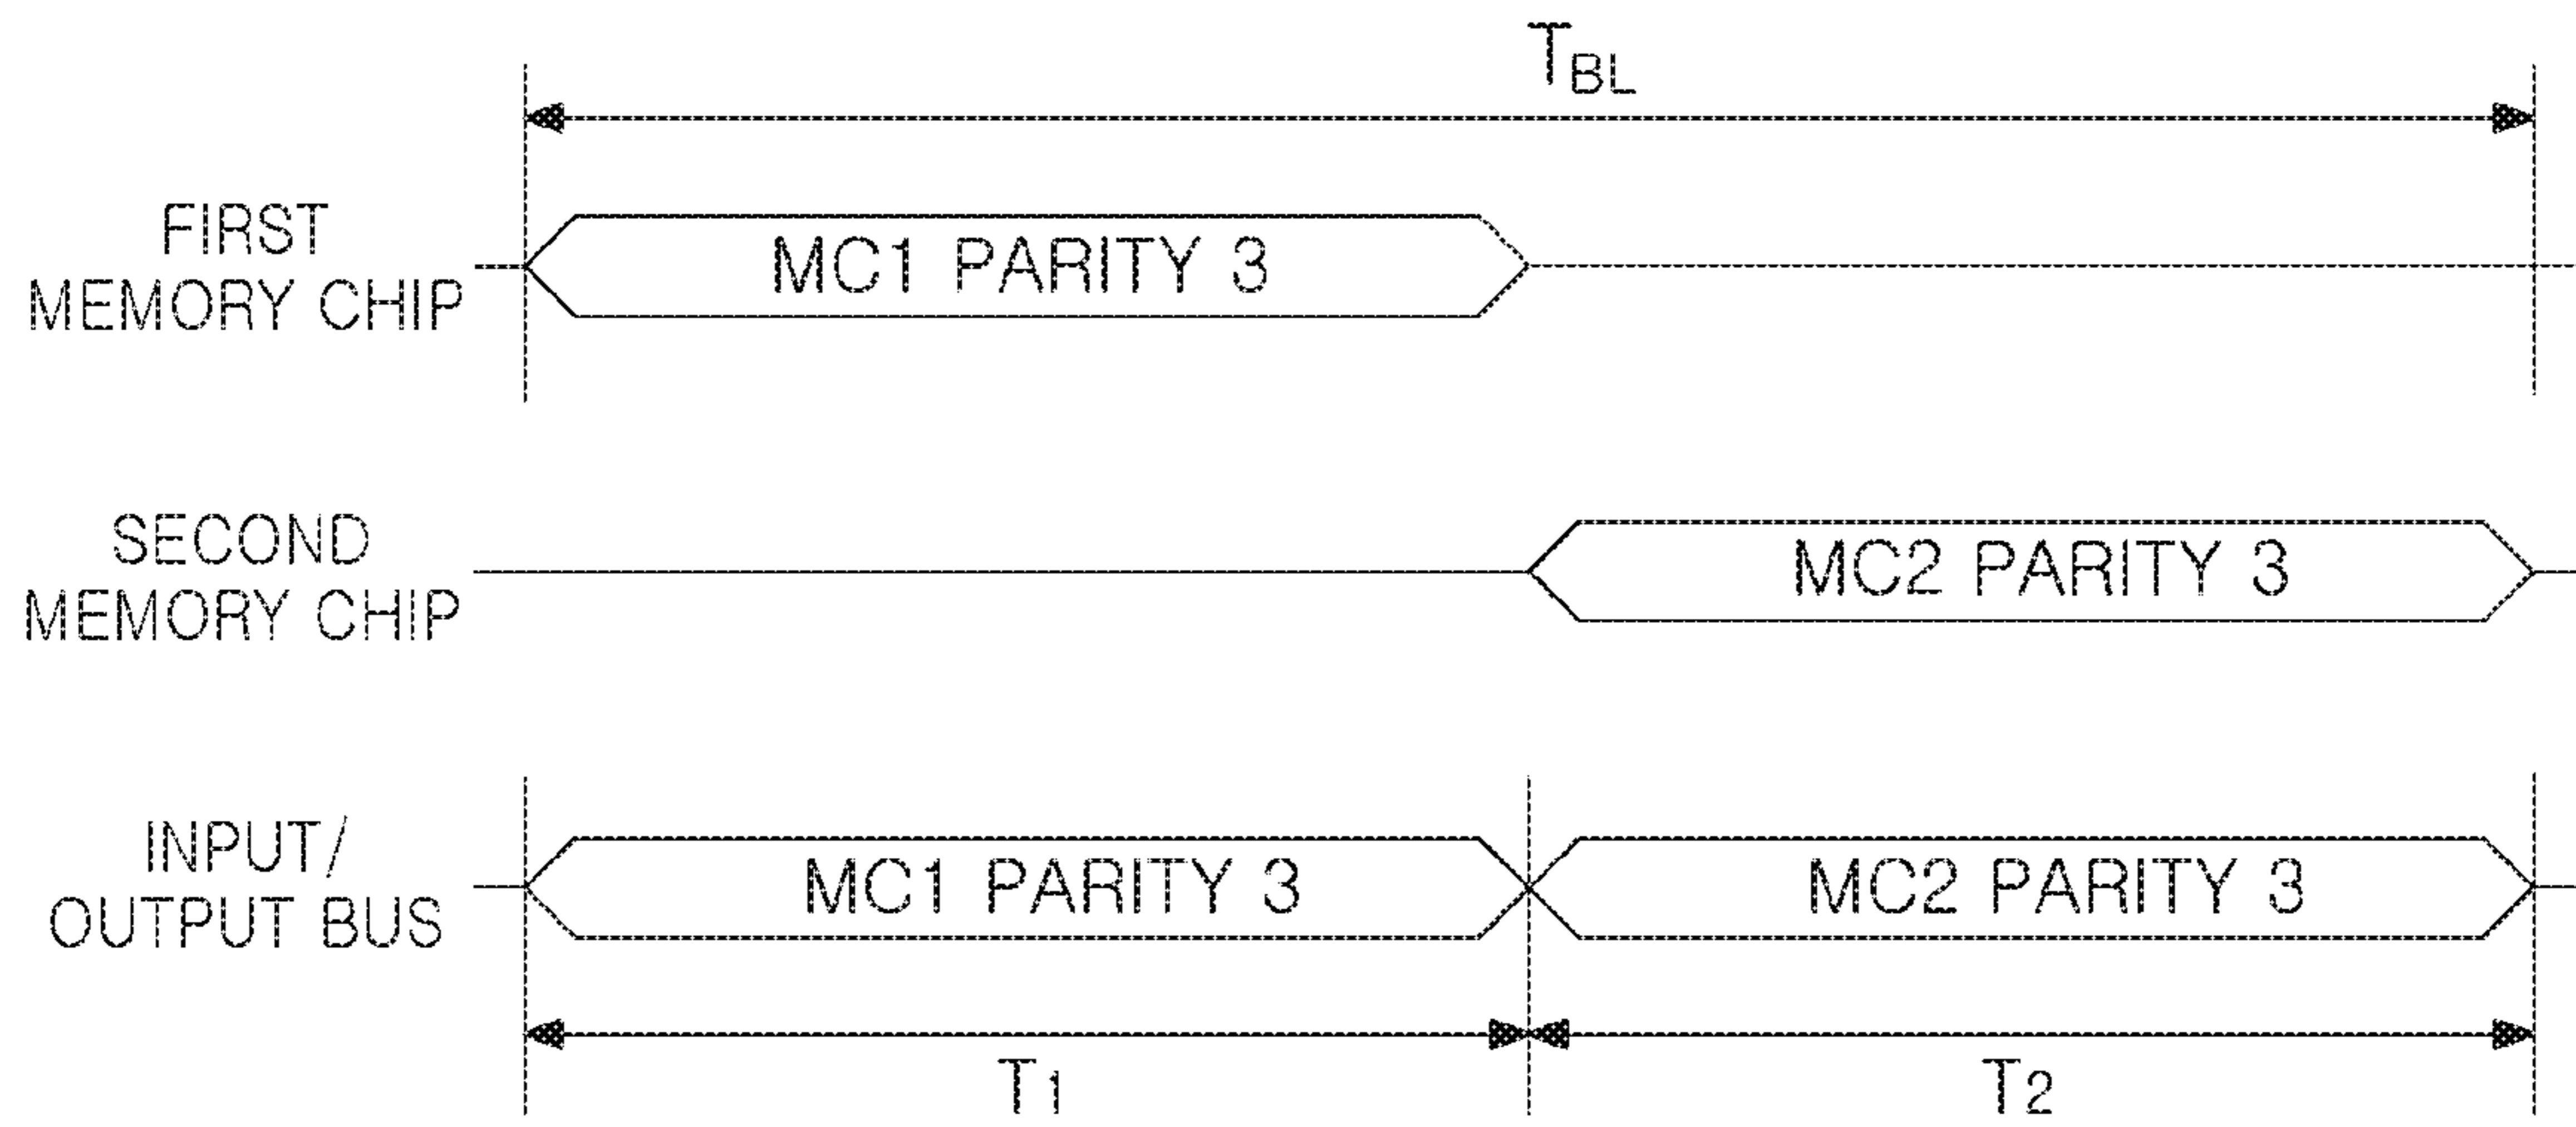 TBL
FIRST
MEMORY CHIP
MC1 PARITY 3
SECOND
MEMORY CHIP
MC2 PARITY 3
INPUT/
OUTPUT BUS
MC1 PARITY 3
MC2 PARITY 3
T1
T2